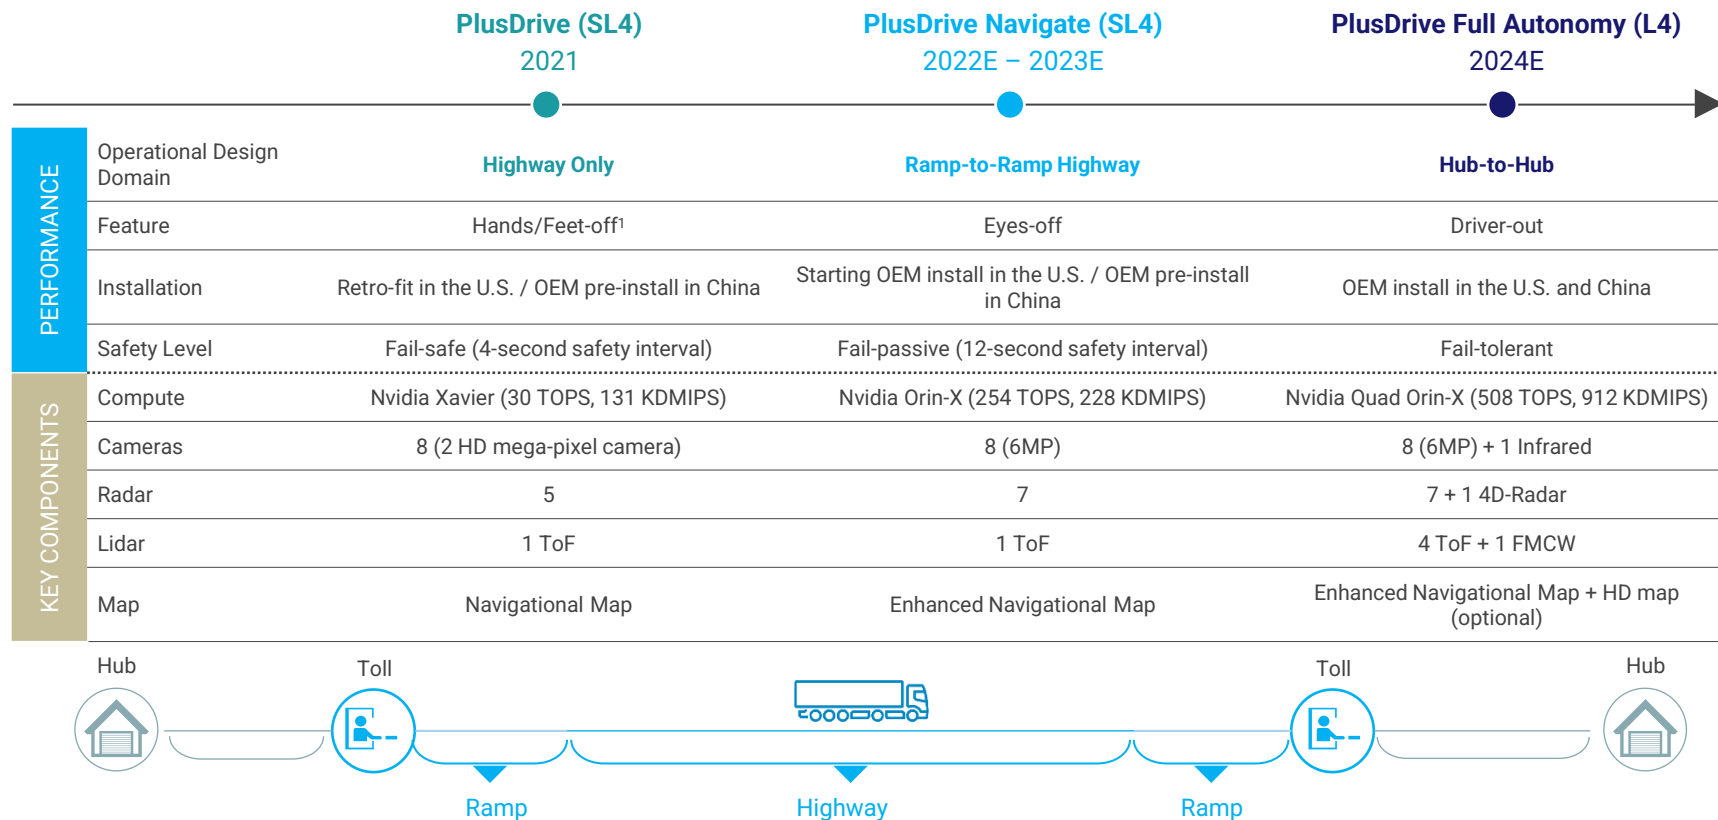 PlusDrive (SL4)
2021
PlusDrive Navigate (SL4)
2022E – 2023E
PlusDrive Full Autonomy (L4)
2024E
PERFORMANCE
Operational Design
Domain
Highway Only
Ramp-to-Ramp Highway
Hub-to-Hub
Feature
Hands/Feet-off¹
Eyes-off
Driver-out
Installation
Retro-fit in the U.S. / OEM pre-install in China
Starting OEM install in the U.S. / OEM pre-install
in China
OEM install in the U.S. and China
Safety Level
Fail-safe (4-second safety interval)
Fail-passive (12-second safety interval)
Fail-tolerant
KEY COMPONENTS
Compute
Nvidia Xavier (30 TOPS, 131 KDMIPS)
Nvidia Orin-X (254 TOPS, 228 KDMIPS)
Nvidia Quad Orin-X (508 TOPS, 912 KDMIPS)
Cameras
8 (2 HD mega-pixel camera)
8 (6MP)
8 (6MP) + 1 Infrared
Radar
5
7
7 + 1 4D-Radar
Lidar
1 ToF
1 ToF
4 ToF + 1 FMCW
Map
Navigational Map
Enhanced Navigational Map
Enhanced Navigational Map + HD map
(optional)
Hub
Toll
Toll
Hub
Ramp
Highway
Ramp